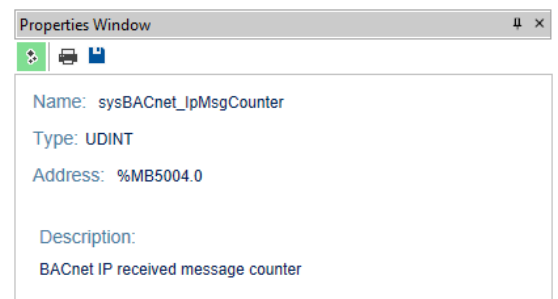 Properties Window
Name: sysBACnet_IpMsgCounter
Type: UDINT
Address: %MB5004.0
Description:
BACnet IP received message counter